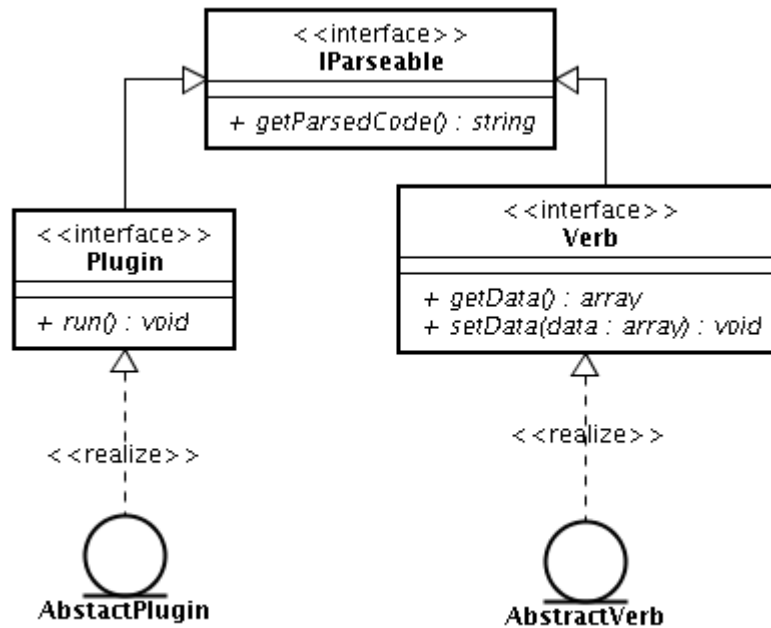 < <interface> >
IParseable
+ getParsedCode() : string
< <interface> >
Plugin
+ run() : void
< <interface> >
Verb
+ getData() : array
+ setData(data : array) : void
< <realize> >
< <realize> >
AbstactPlugin
AbstractVerb